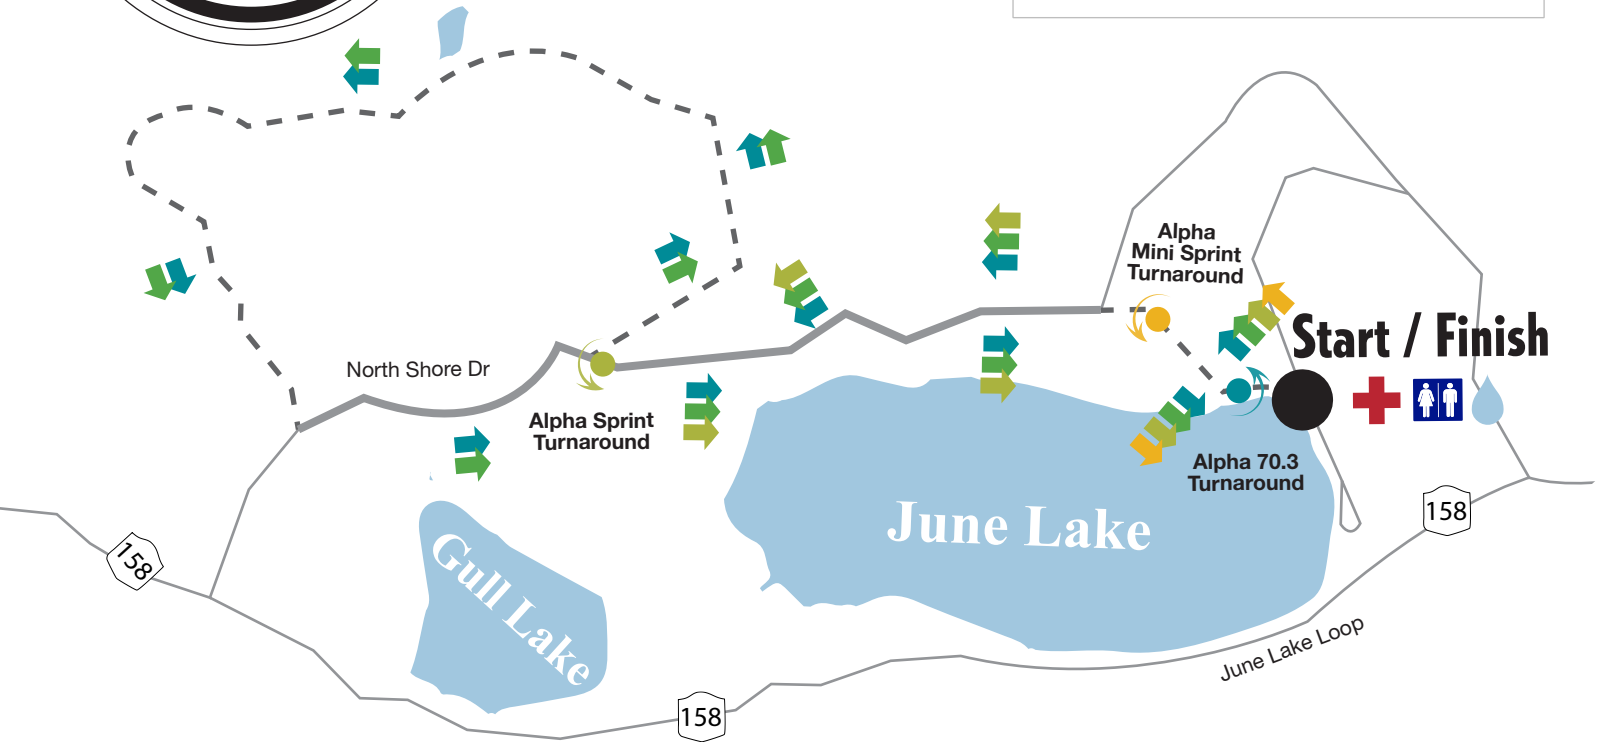 Alpha
Mini Sprint
Turnaround
Start / Finish
North Shore Dr
Alpha Sprint
Turnaround
Alpha 70.3
Turnaround
June Lake
158
158
Gull Lake
June Lake Loop
158